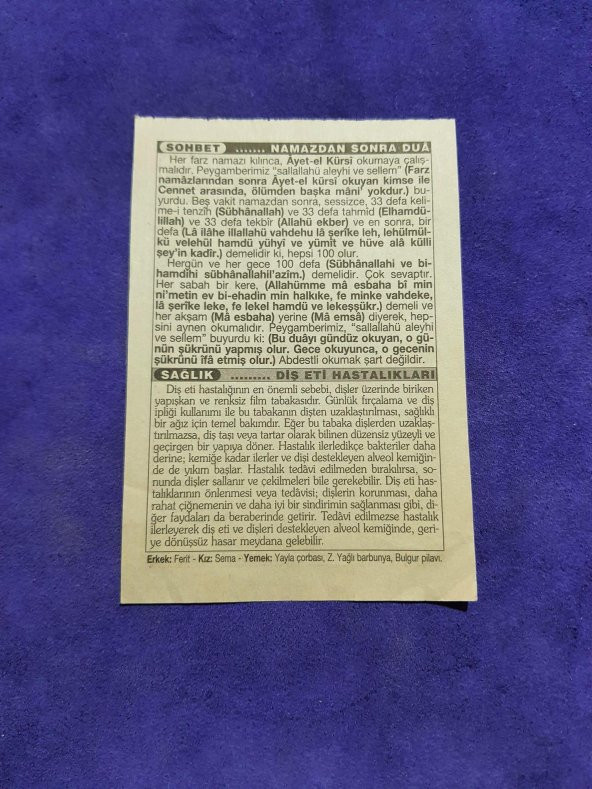 SOHBET ....... NAMAZDAN SONRA DUÂ
Her farz namazı kılınca, Âyet-el Kürsî okumaya çalış-
malıdır. Peygamberimiz “sallallahü aleyhi ve sellem” (Farz
namâzlarından sonra Âyet-el kürsî okuyan kimse ile
Cennet arasında, ölümden başka mâni’ yokdur.) bu-
yurdu. Beş vakit namazdan sonra, sessizce, 33 defa keli-
me-i tenzîh (Sübhânallah) ve 33 defa tahmid (Elhamdü-
lillah) ve 33 defa tekbîr (Allahü ekber) ve en sonra, bir
defa (Lâ ilâhe illallahü vahdehu lâ şerîke leh, lehülmül-
kü velehül hamdü yühyî ve yümît ve hüve alâ külli
şey’in kadîr.) demelidir ki, hepsi 100 olur.
Hergün ve her gece 100 defa (Sübhânallahi ve bi-
hamdihi sübhânallahil’azîm.) demelidir. Çok sevaptır.
Her sabah bir kere, (Allahümme mâ esbaha bî min
ni’metin ev bi-ehadin min halkıke, fe minke vahdeke,
lâ şerîke leke, fe lekel hamdü ve lekeşşükr.) demeli ve
her akşam (Mâ esbaha) yerine (Mâ emsâ) diyerek, hep-
sini aynen okumalıdır. Peygamberimiz, “sallallahü aleyhi
ve sellem” buyurdu ki: (Bu duâyı gündüz okuyan, o gü-
nün şükrünü yapmış olur. Gece okuyunca, o gecenin
şükrünü îfâ etmiş olur.) Abdestli okumak şart değildir.
SAĞLIK ......... DİŞ ETİ HASTALIKLARI
Diş eti hastalığının en önemli sebebi, dişler üzerinde biriken
yapışkan ve renksiz film tabakasıdır. Günlük fırçalama ve diş
ipliği kullanımı ile bu tabakanın dişten uzaklaştırılması, sağlıklı
bir ağız için temel bakımdır. Eğer bu tabaka dişlerden uzaklaş-
tırılmazsa, diş taşı veya tartar olarak bilinen düzensiz yüzeyli ve
geçirgen bir yapıya döner. Hastalık ilerledikçe bakteriler daha
derine; kemiğe kadar ilerler ve dişi destekleyen alveol kemiğin-
de de yıkım başlar. Hastalık tedâvi edilmeden bırakılırsa, so-
nunda dişler sallanır ve çekilmeleri bile gerekebilir. Diş eti has-
talıklarının önlenmesi veya tedâvisi; dişlerin korunması, daha
rahat çiğnemenin ve daha iyi bir sindirimin sağlanması gibi, di-
ğer faydaları da beraberinde getirir. Tedâvi edilmezse hastalık
ilerleyerek diş eti ve dişleri destekleyen alveol kemiğinde, geri-
ye dönüşsüz hasar meydana gelebilir.
Erkek: Ferit - Kız: Sema - Yemek: Yayla çorbası, Z. Yağlı barbunya, Bulgur pilavı.